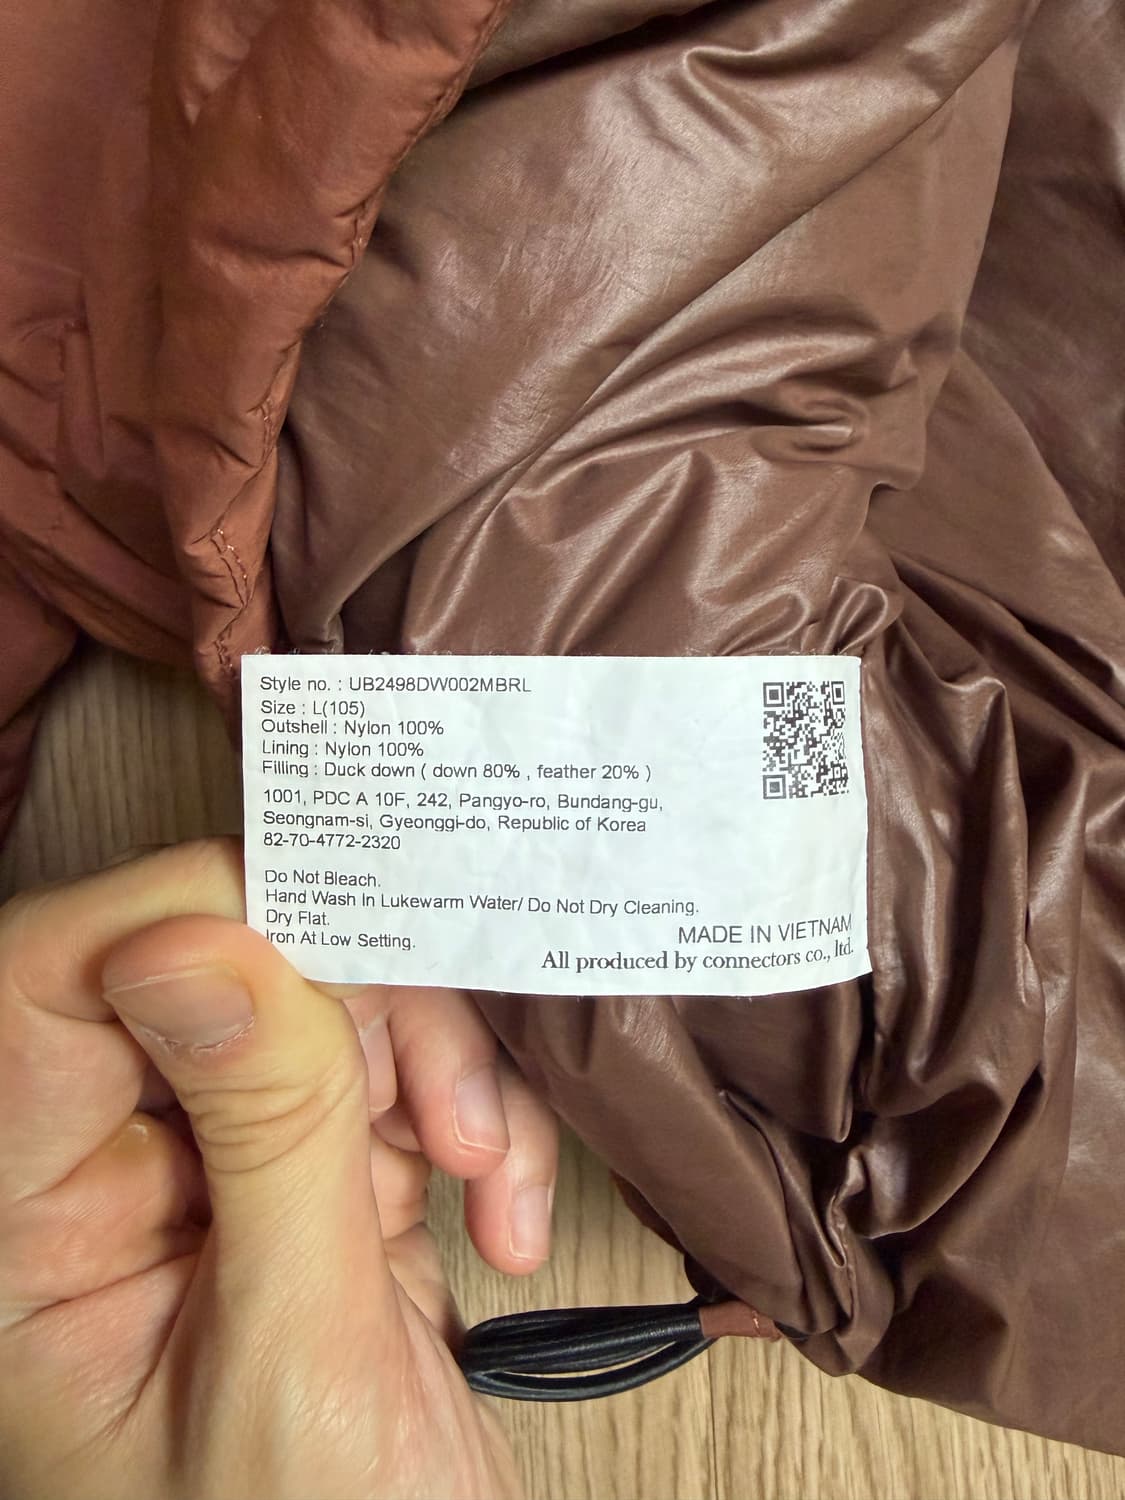 Style no. : UB2498DW002MBRL
Size : L(105)
Outshell : Nylon 100%
Lining : Nylon 100%
Filling : Duck down ( down 80% , feather 20% )
1001, PDC A 10F, 242, Pangyo-ro, Bundang-gu,
Seongnam-si, Gyeonggi-do, Republic of Korea
82-70-4772-2320
Do Not Bleach.
Hand Wash In Lukewarm Water/ Do Not Dry Cleaning.
Dry Flat.
Iron At Low Setting.
MADE IN VIETNAM
All produced by connectors co., ltd.